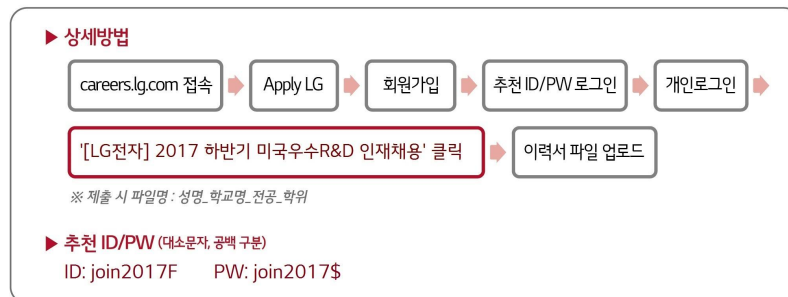 ▶ 상세방법
careers.lg.com 접속
Apply LG
회원가입
추천 ID/PW 로그인
개인로그인
'[LG전자] 2017 하반기 미국우수R&D 인재채용' 클릭
이력서 파일 업로드
※ 제출 시 파일명 : 성명_학교명_전공_학위
▶ 추천 ID/PW (대소문자, 공백 구분)
ID: join2017F PW: join2017$